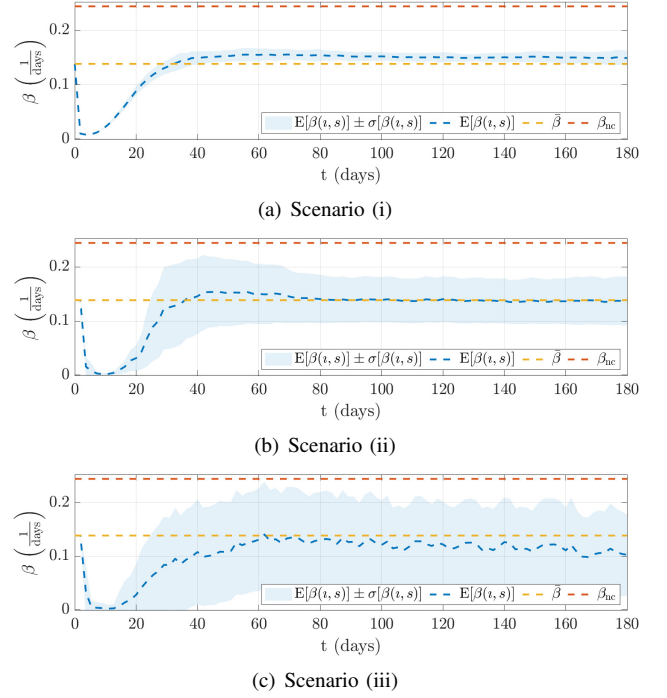 0.2
0.1
0
β (1/days)
0 20 40 60 80 100 120 140 160 180
E[β(ι, s)] ± σ[β(ι, s)] E[β(ι, s)] β̄ β_nc
t (days)
(a) Scenario (i)
0.2
0.1
0
β (1/days)
0 20 40 60 80 100 120 140 160 180
E[β(ι, s)] ± σ[β(ι, s)] E[β(ι, s)] β̄ β_nc
t (days)
(b) Scenario (ii)
0.2
0.1
0
β (1/days)
0 20 40 60 80 100 120 140 160 180
E[β(ι, s)] ± σ[β(ι, s)] E[β(ι, s)] β̄ β_nc
t (days)
(c) Scenario (iii)